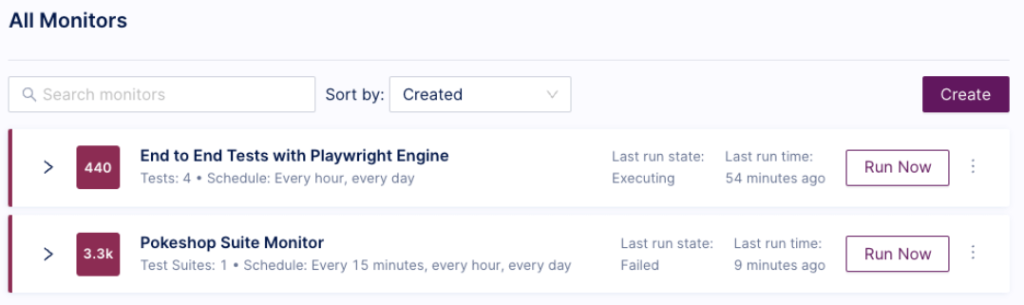 All Monitors
Search monitors
Sort by:
Created
Create
440
End to End Tests with Playwright Engine
Tests: 4 • Schedule: Every hour, every day
Last run state:
Executing
Last run time:
54 minutes ago
Run Now
3.3k
Pokeshop Suite Monitor
Test Suites: 1 • Schedule: Every 15 minutes, every hour, every day
Last run state:
Failed
Last run time:
9 minutes ago
Run Now